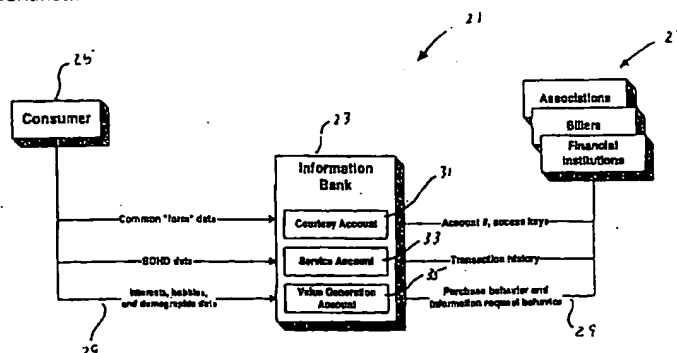 21
25
23
Consumer
Associations
Billers
Financial
Institutions
Information
Bank
31
Common "form" data
Courtesy Account
Account #, access keys
33
SOHO data
Service Account
Transaction history
35
Interests, hobbies,
and demographic data
Value Generation
Account
Purchase behavior and
information request behavior
29